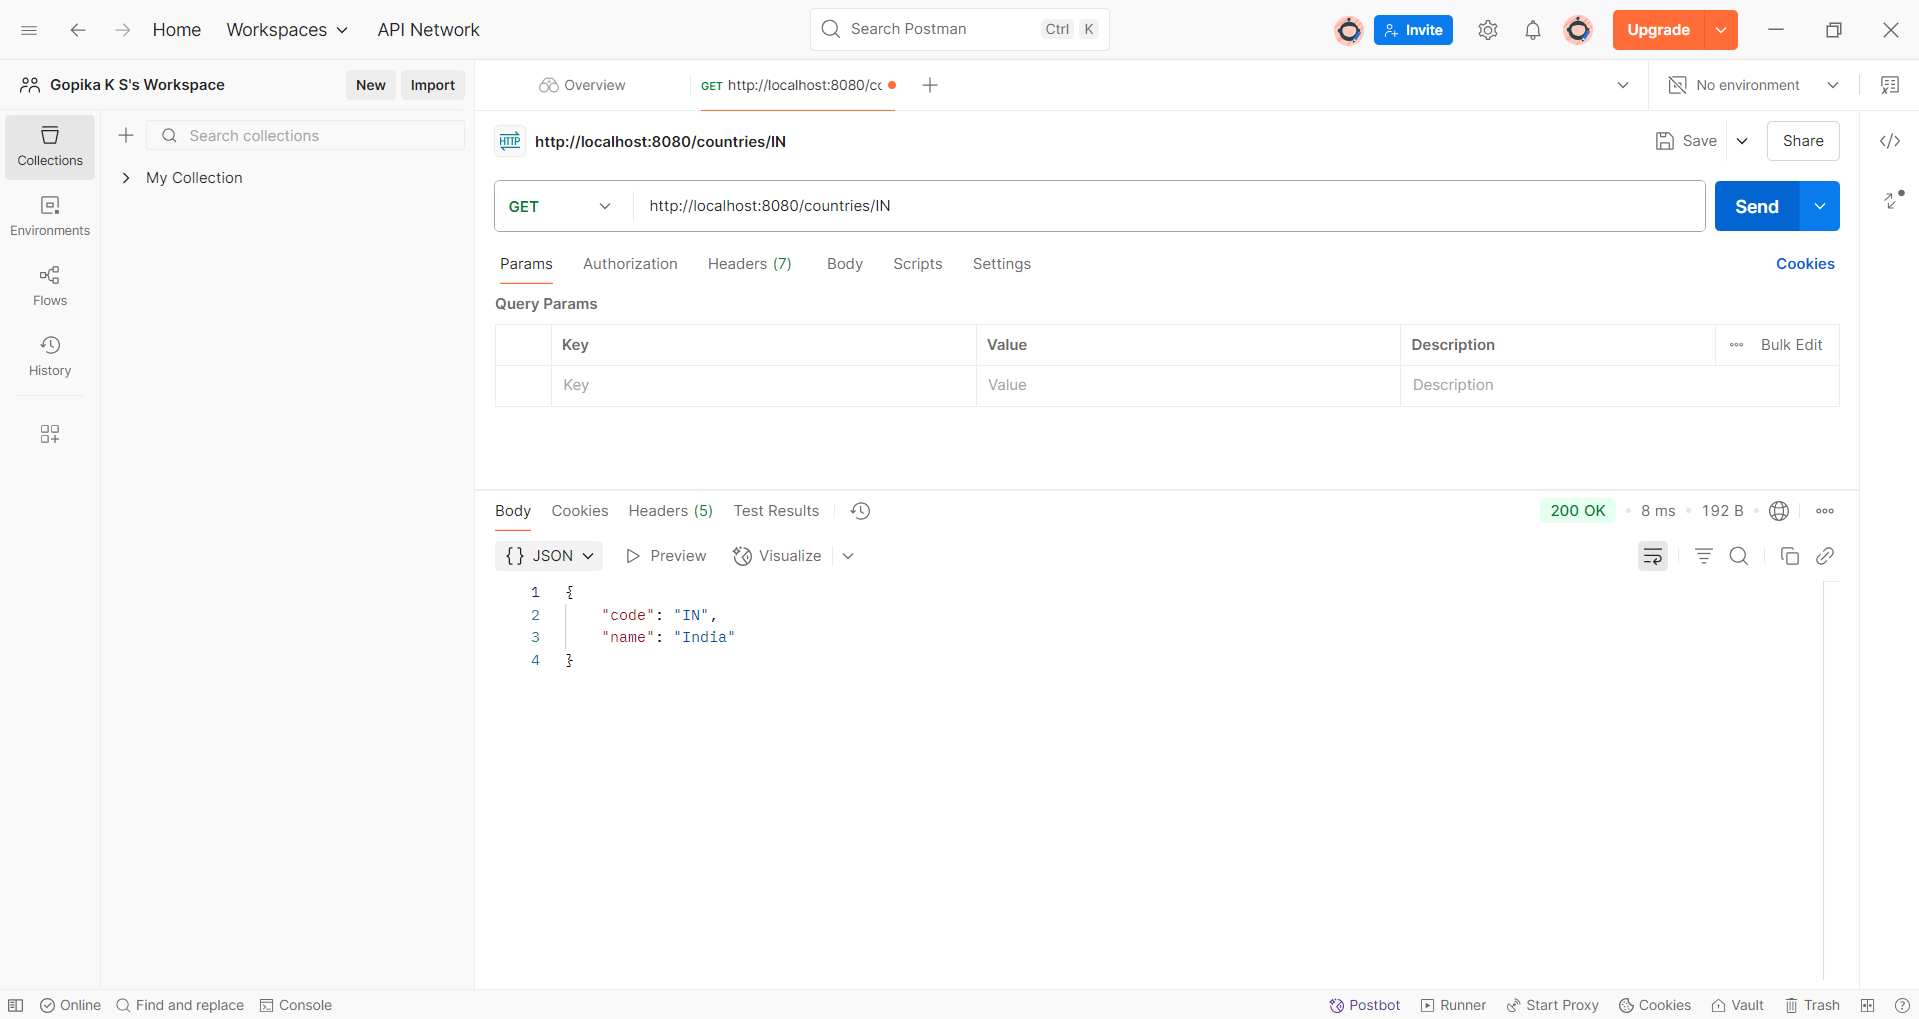 Home Workspaces API Network Search Postman Ctrl K Invite Upgrade
Gopika K S's Workspace New Import Overview GET http://localhost:8080/cc No environment
Collections
Search collections
My Collection
Environments
Flows
History
HTTP http://localhost:8080/countries/IN Save Share
GET http://localhost:8080/countries/IN Send
Params Authorization Headers (7) Body Scripts Settings Cookies
Query Params
Key Value Description Bulk Edit
Key Value Description
Body Cookies Headers (5) Test Results 200 OK 8 ms 192 B
{} JSON Preview Visualize
1 {
2 "code": "IN",
3 "name": "India"
4 }
Online Find and replace Console Postbot Runner Start Proxy Cookies Vault Trash